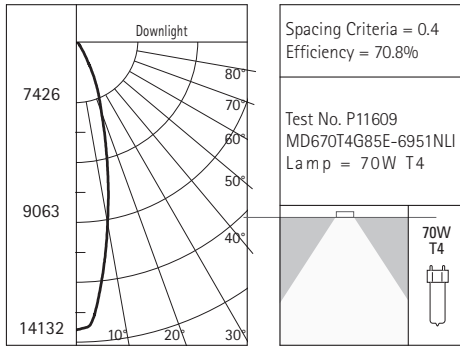 Downlight
7426
9063
14132
80°
70°
60°
50°
40°
10°
20°
30°
Spacing Criteria = 0.4
Efficiency = 70.8%
Test No. P11609
MD670T4G85E-6951NLI
Lamp = 70W T4
70W
T4